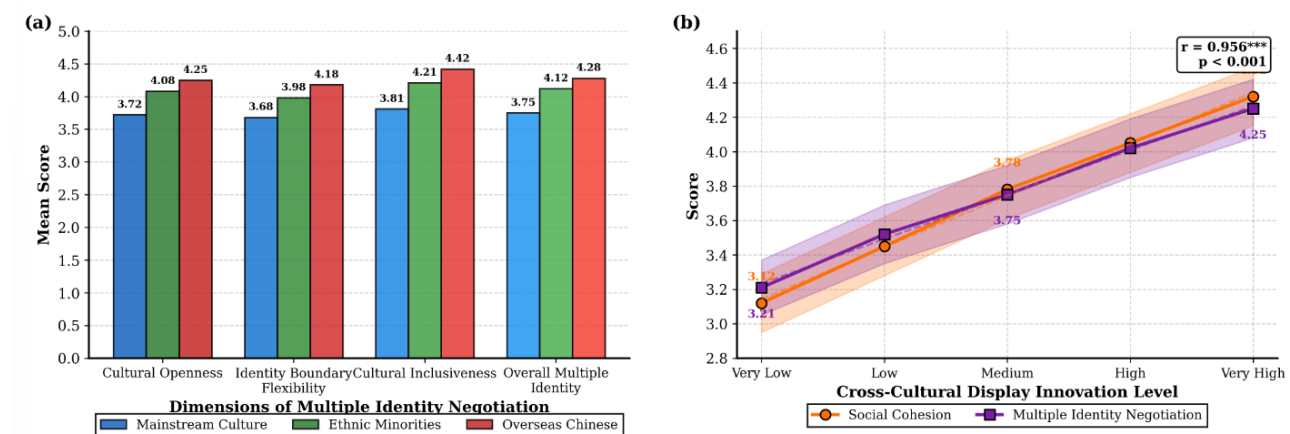 (a)
5.0
4.5
4.0
3.5
3.0
2.5
2.0
1.5
1.0
0.5
0.0
Mean Score
3.72
4.08
4.25
3.68
3.98
4.18
3.81
4.21
4.42
3.75
4.12
4.28
Cultural Openness
Identity Boundary
Flexibility
Cultural Inclusiveness
Overall Multiple
Identity
Dimensions of Multiple Identity Negotiation
Mainstream Culture
Ethnic Minorities
Overseas Chinese
(b)
4.6
4.4
4.2
4.0
3.8
3.6
3.4
3.2
3.0
2.8
Score
r = 0.956***
p < 0.001
3.12
3.21
3.78
3.75
4.25
Very Low
Low
Medium
High
Very High
Cross-Cultural Display Innovation Level
Social Cohesion
Multiple Identity Negotiation